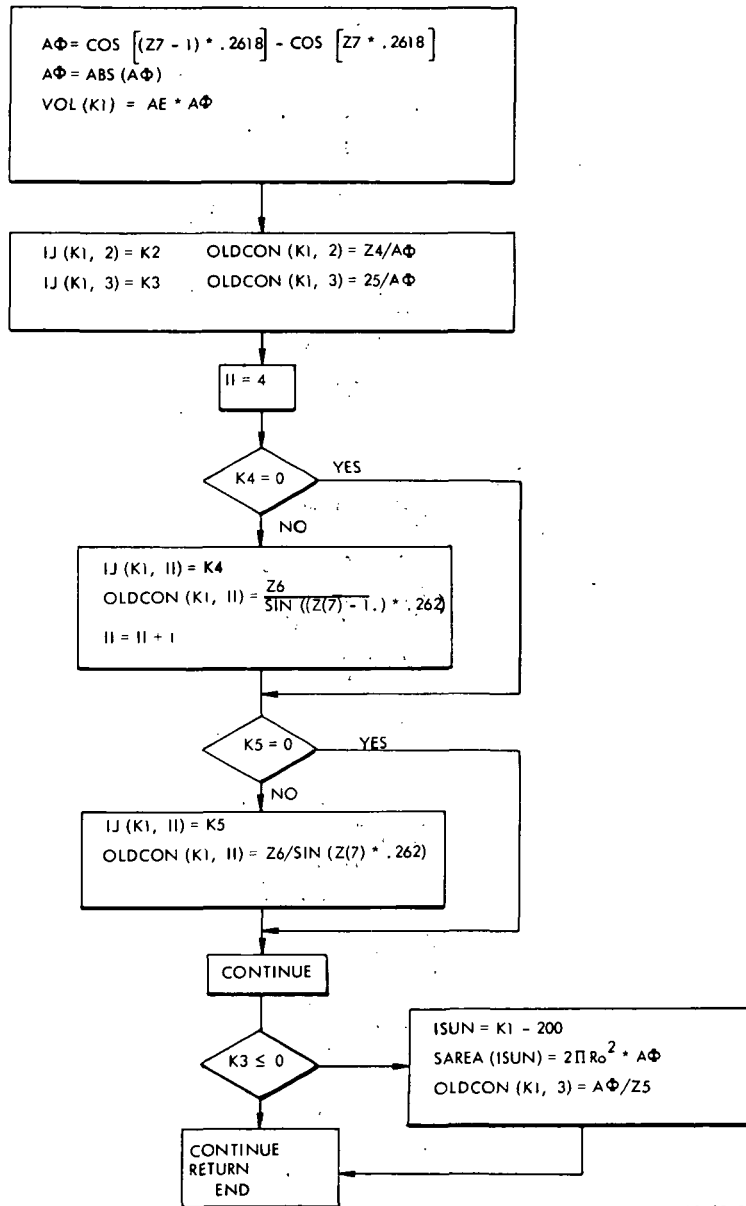 AΦ = COS [(Z7 - 1) * .2618] - COS [Z7 * .2618]
AΦ = ABS (AΦ)
VOL (K1) = AE * AΦ
IJ (K1, 2) = K2 OLDCON (K1, 2) = Z4/AΦ
IJ (K1, 3) = K3 OLDCON (K1, 3) = 25/AΦ
II = 4
K4 = 0
YES
NO
IJ (K1, II) = K4
OLDCON (K1, II) = Z6
SIN ((Z(7) - 1.) * .262)
II = II + 1
K5 = 0
YES
NO
IJ (K1, II) = K5
OLDCON (K1, II) = Z6/SIN (Z(7) * .262)
CONTINUE
K3 ≤ 0
ISUN = K1 - 200
SAREA (ISUN) = 2ΠRo² * AΦ
OLDCON (K1, 3) = AΦ/Z5
CONTINUE
RETURN
END